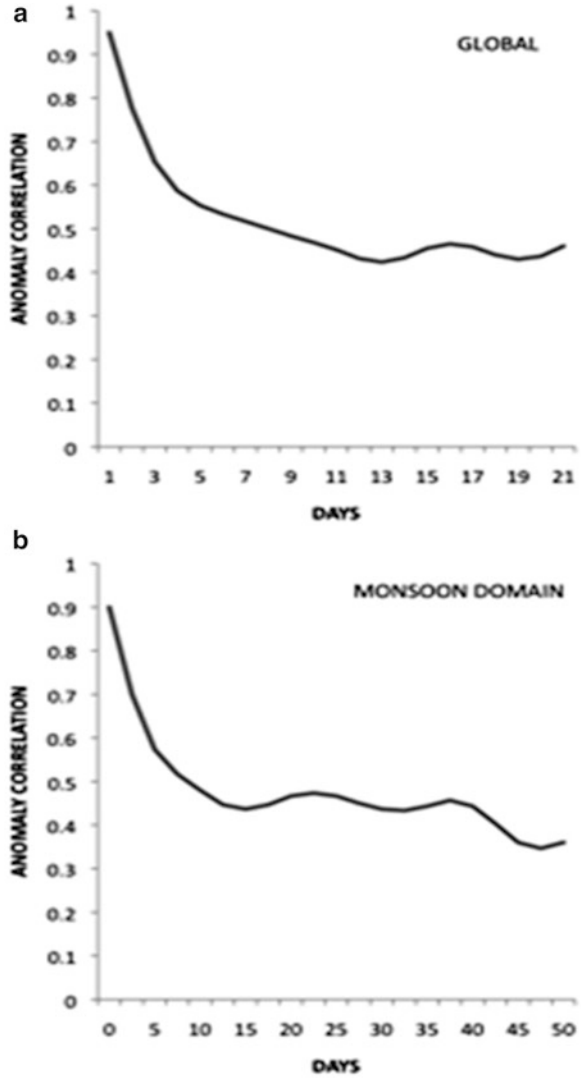 a
GLOBAL
ANOMALY CORRELATION
1
0.9
0.8
0.7
0.6
0.5
0.4
0.3
0.2
0.1
0
1 3 5 7 9 11 13 15 17 19 21
DAYS
b
MONSOON DOMAIN
ANOMALY CORRELATION
1
0.9
0.8
0.7
0.6
0.5
0.4
0.3
0.2
0.1
0
0 5 10 15 20 25 30 35 40 45 50
DAYS